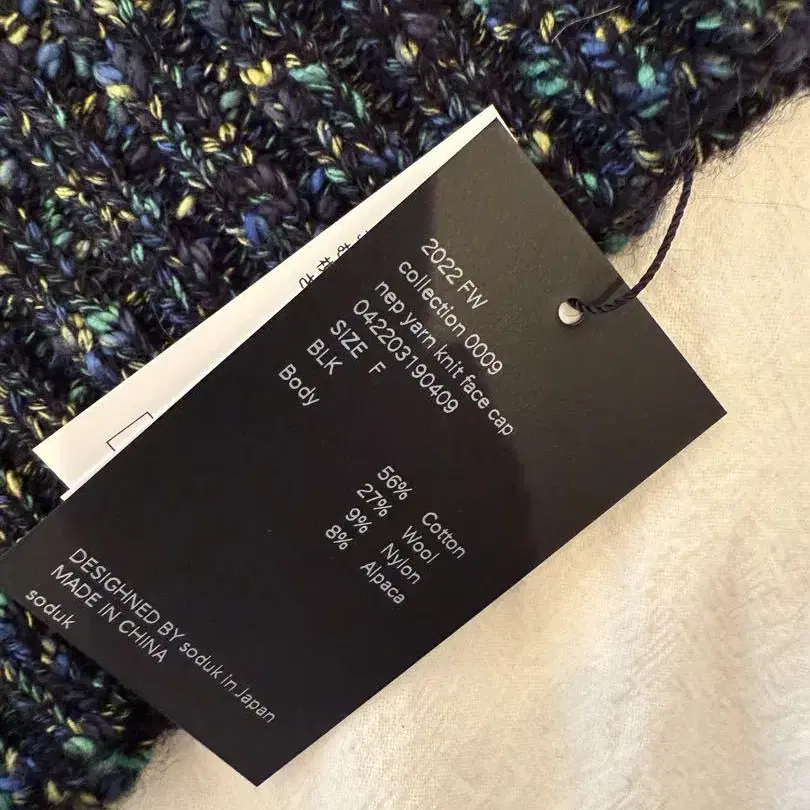 2022 FW
collection 0009
nep yarn knit face cap
042203190409
SIZE F
BLK
Body
56% Cotton
27% Wool
9% Nylon
8% Alpaca
DESIGHNED BY soduk in Japan
MADE IN CHINA
soduk